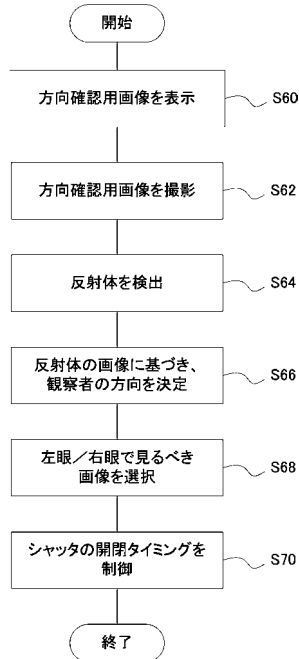 開始
方向確認用画像を表示
S60
方向確認用画像を撮影
S62
反射体を検出
S64
反射体の画像に基づき、
観察者の方向を決定
S66
左眼／右眼で見るべき
画像を選択
S68
シャッタの開閉タイミングを
制御
S70
終了